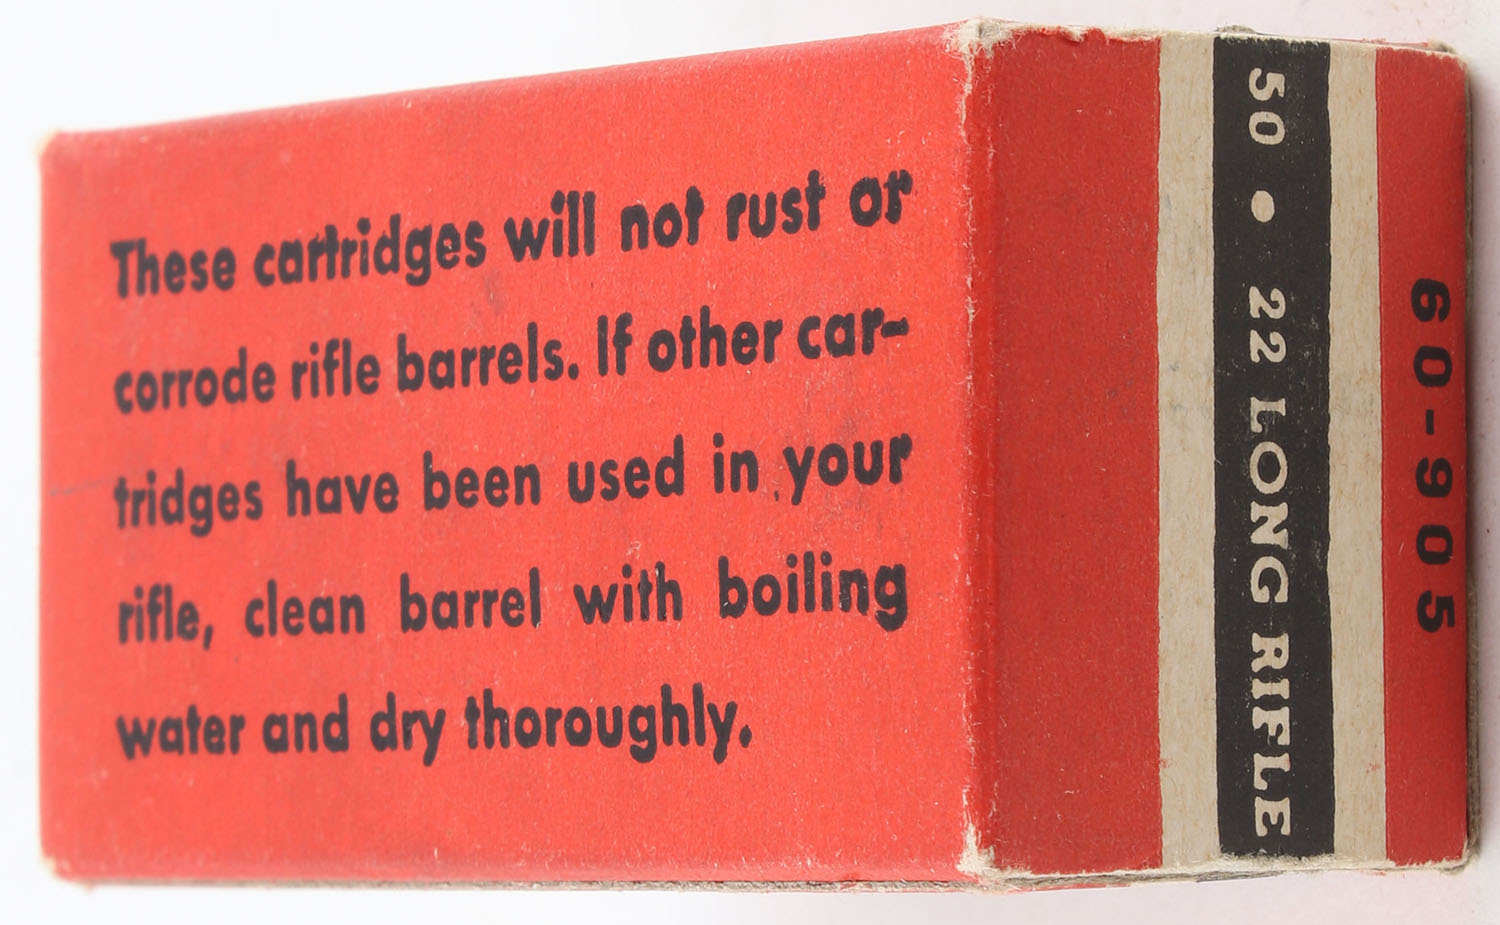 These cartridges will not rust or
corrode rifle barrels. If other car-
tridges have been used in your
rifle, clean barrel with boiling
water and dry thoroughly.
50 • 22 LONG RIFLE
60-905